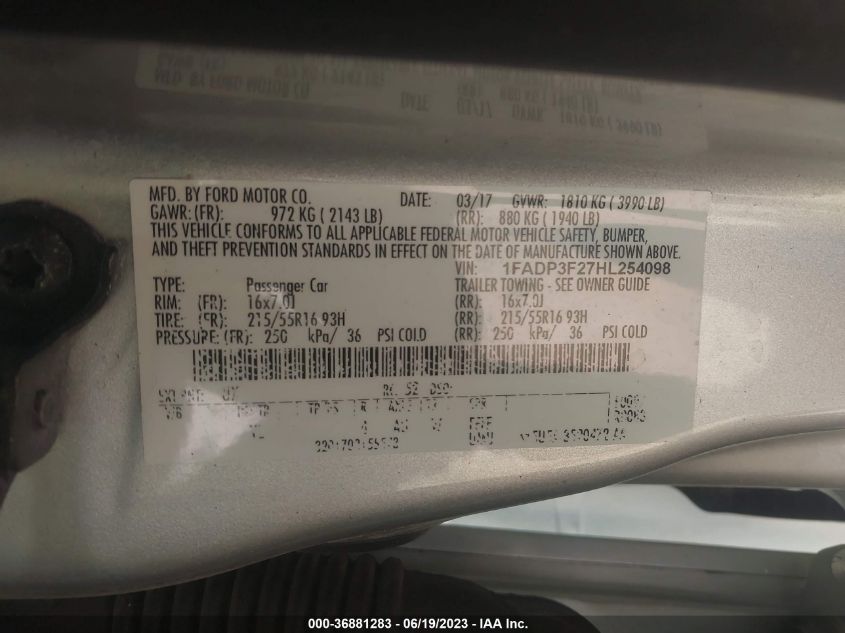 MFD. BY FORD MOTOR CO. DATE: 03/17 GVWR: 1810 KG ( 3990 LB)
GAWR:(FR): 972 KG ( 2143 LB) (RR): 880 KG ( 1940 LB)
THIS VEHICLE CONFORMS TO ALL APPLICABLE FEDERAL MOTOR VEHICLE SAFETY, BUMPER,
AND THEFT PREVENTION STANDARDS IN EFFECT ON THE DATE OF MANUFACTURE SHOWN ABOVE.
VIN: 1FADP3F27HL254098
TYPE: Passenger Car TRAILER TOWING - SEE OWNER GUIDE
RIM: (FR): 16x7.0J (RR): 16x7.0J
TIRE: (FR): 215/55R16 93H (RR): 215/55R16 93H
PRESSURE: (FR): 250 kPa/ 36 PSI COLD (RR): 250 kPa/ 36 PSI COLD
RC: 52 DSO:
000-36881283 - 06/19/2023 - IAA Inc.